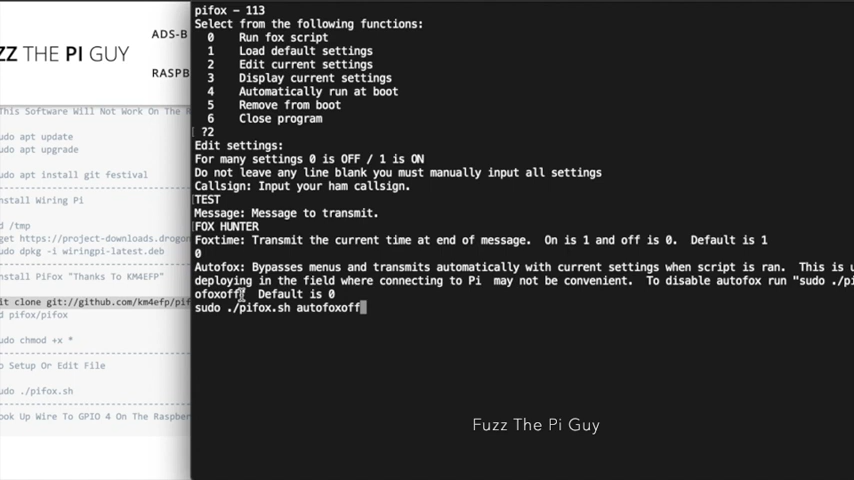 ZZ THE PI GUY
ADS-B
RASPB
This Software Will Not Work On The R
udo apt update
udo apt upgrade
udo apt install git festival
nstall Wiring Pi
d /tmp
get https://project-downloads.drogon
udo dpkg -i wiringpi-latest.deb
nstall PiFox "Thanks To KM4EFP"
it clone git://github.com/km4efp/pif
d pifox/pifox
udo chmod +x *
o Setup Or Edit File
udo ./pifox.sh
ook Up Wire To GPIO 4 On The Raspber
pifox - 113
Select from the following functions:
0 Run fox script
1 Load default settings
2 Edit current settings
3 Display current settings
4 Automatically run at boot
5 Remove from boot
6 Close program
?2
Edit settings:
For many settings 0 is OFF / 1 is ON
Do not leave any line blank you must manually input all settings
Callsign: Input your ham callsign.
TEST
Message: Message to transmit.
FOX HUNTER
Foxtime: Transmit the current time at end of message. On is 1 and off is 0. Default is 1
0
Autofox: Bypasses menus and transmits automatically with current settings when script is ran. This is u
deploying in the field where connecting to Pi may not be convenient. To disable autofox run "sudo ./pi
ofoxoff" Default is 0
sudo ./pifox.sh autofoxoff
Fuzz The Pi Guy